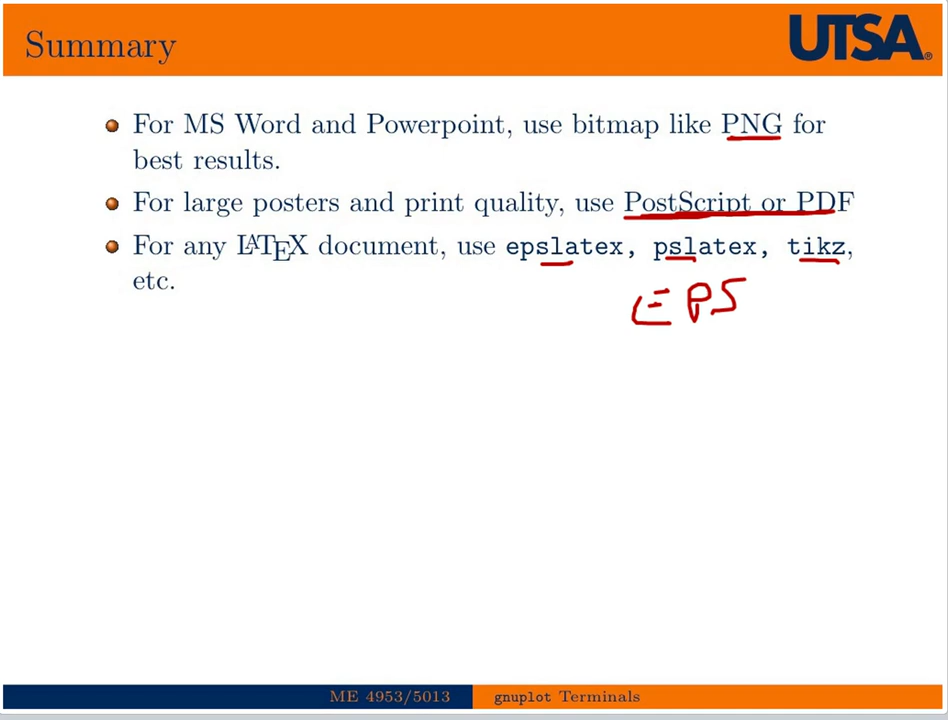 Summary
UTSA®
For MS Word and Powerpoint, use bitmap like PNG for
best results.
For large posters and print quality, use PostScript or PDF
For any LATEX document, use epslatex, pslatex, tikz,
etc.
EPS
ME 4953/5013
gnuplot Terminals